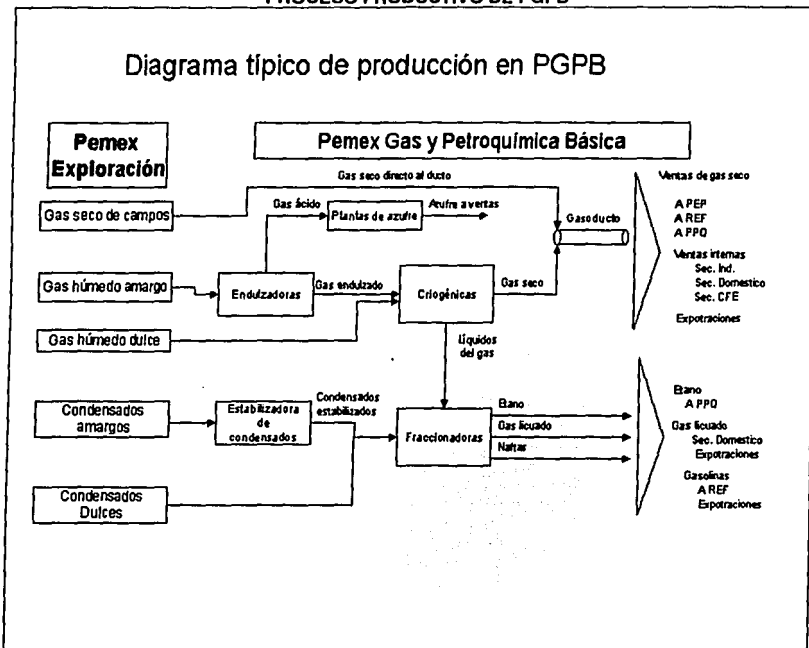 PROCESO PRODUCTIVO DE PGPB
Diagrama típico de producción en PGPB
Pemex
Exploración
Pemex Gas y Petroquímica Básica
Gas seco directo al ducto
Gas seco de campos
Gas ácido
Plantas de azufre
Azufre a ventas
Gasoducto
Gas húmedo amargo
Endulzadoras
Gas endulzado
Criogénicas
Gas seco
Gas húmedo dulce
Líquidos
del gas
Condensados
amargos
Estabilizadora
de
condensados
Condensados
estabilizados
Fraccionadoras
Etano
Gas licuado
Naftas
Condensados
Dulces
Ventas de gas seco
A PEP
A REF
A PPQ
Ventas internas
Sec. Ind.
Sec. Domestico
Sec. CFE
Expotraciones
Etano
A PPQ
Gas licuado
Sec. Domestico
Expotraciones
Gasolinas
A REF
Expotraciones